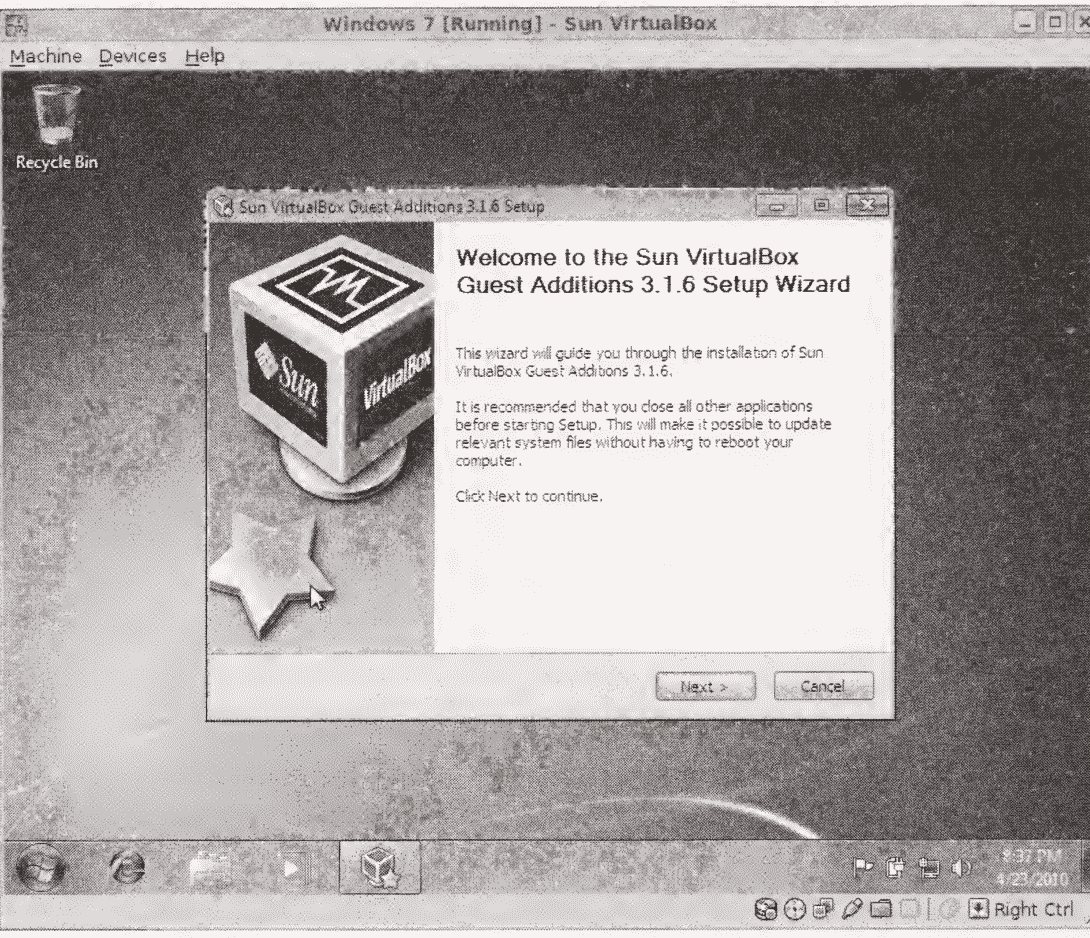 Windows 7 [Running] - Sun VirtualBox
Machine Devices Help
Recycle Bin
Sun VirtualBox Guest Additions 3.1.6 Setup
Welcome to the Sun VirtualBox
Guest Additions 3.1.6 Setup Wizard
Sun
VirtualBox
This wizard will guide you through the installation of Sun
VirtualBox Guest Additions 3.1.6.
It is recommended that you close all other applications
before starting Setup. This will make it possible to update
relevant system files without having to reboot your
computer.
Click Next to continue.
Next >
Cancel
8:37 PM
4/23/2010
Right Ctrl